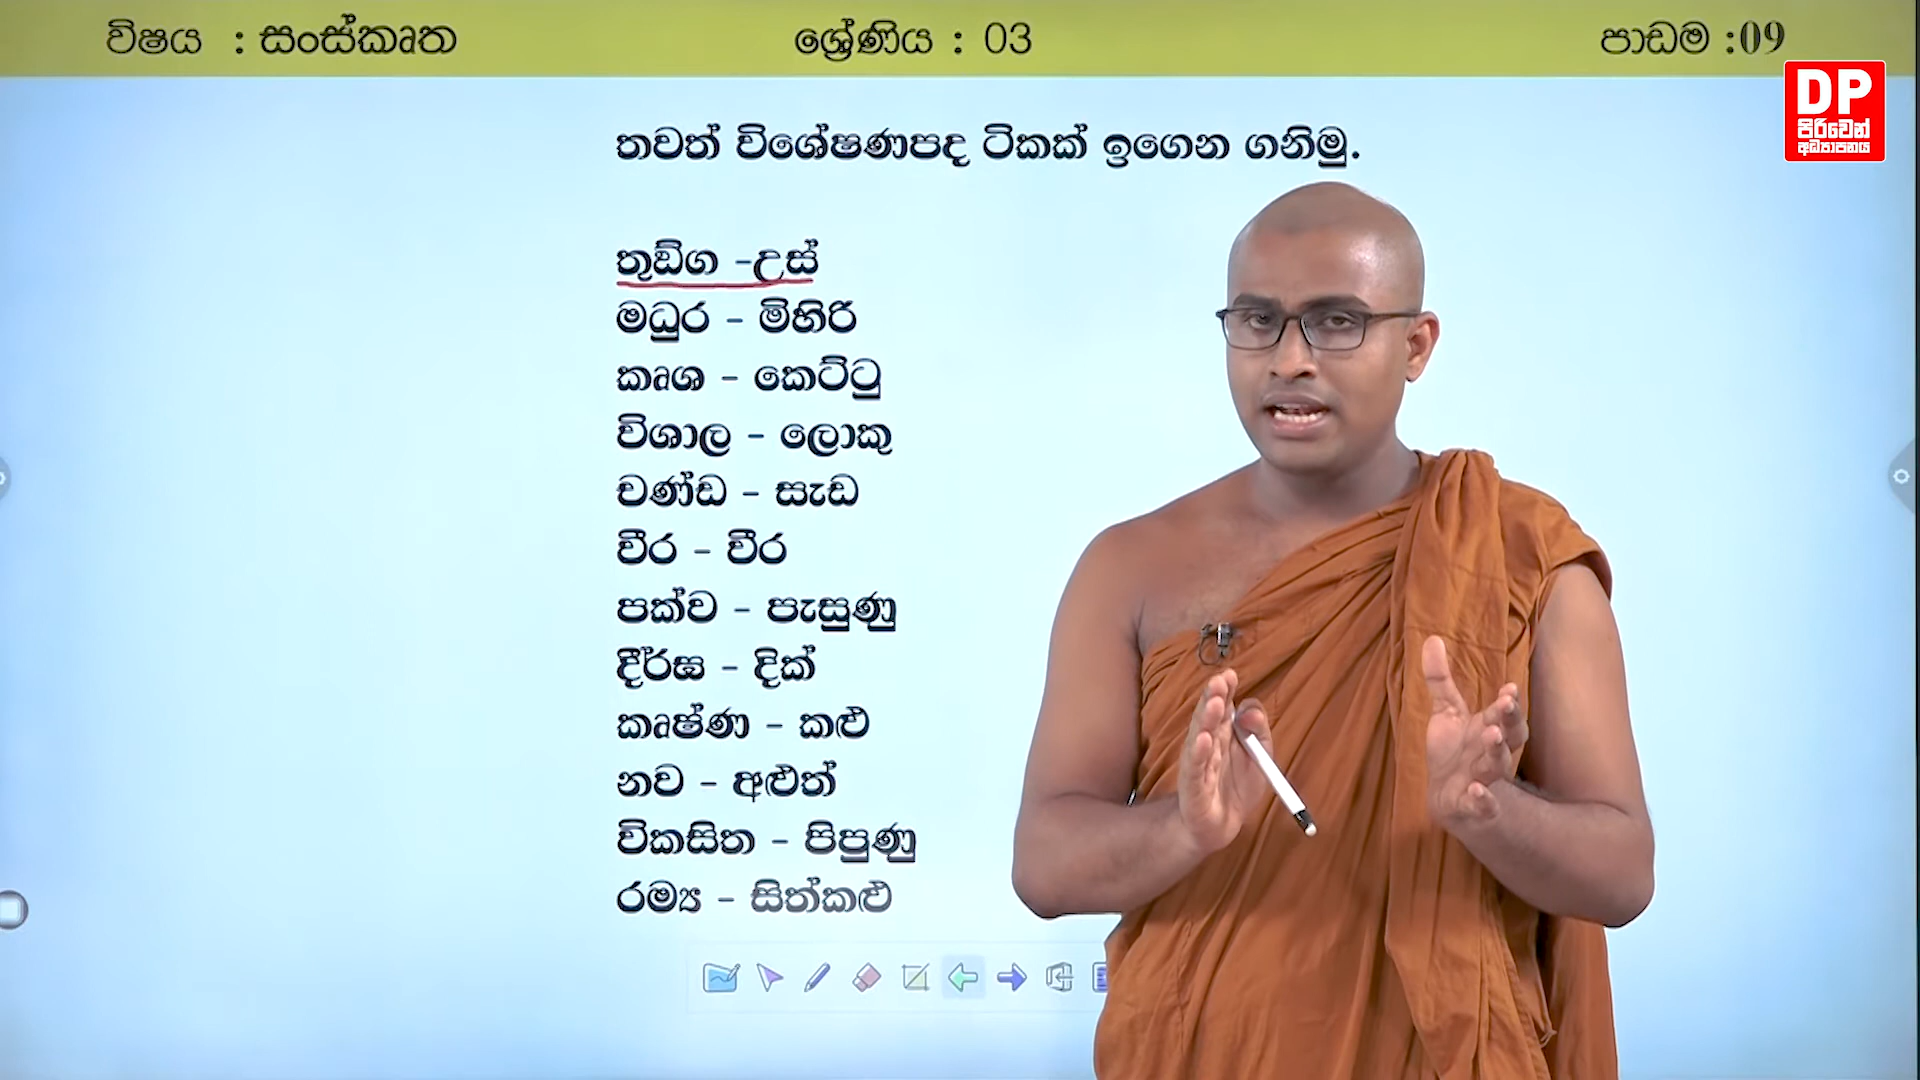 විෂය : සංස්කෘත
ශ්‍රේණිය : 03
පාඩම :09
DP
පිරිවෙන්
අධ්‍යාපනය
තවත් විශේෂණපද ටිකක් ඉගෙන ගනිමු.
තුඞ්ග -උස්
මධුර - මිහිරි
කෘශ - කෙට්ටු
විශාල - ලොකු
චණ්ඩ - සැඩ
වීර - වීර
පක්ව - පැසුණු
දීර්ඝ - දික්
කෘෂ්ණ - කළු
නව - අළුත්
විකසිත - පිපුණු
රම්‍ය - සිත්කළු